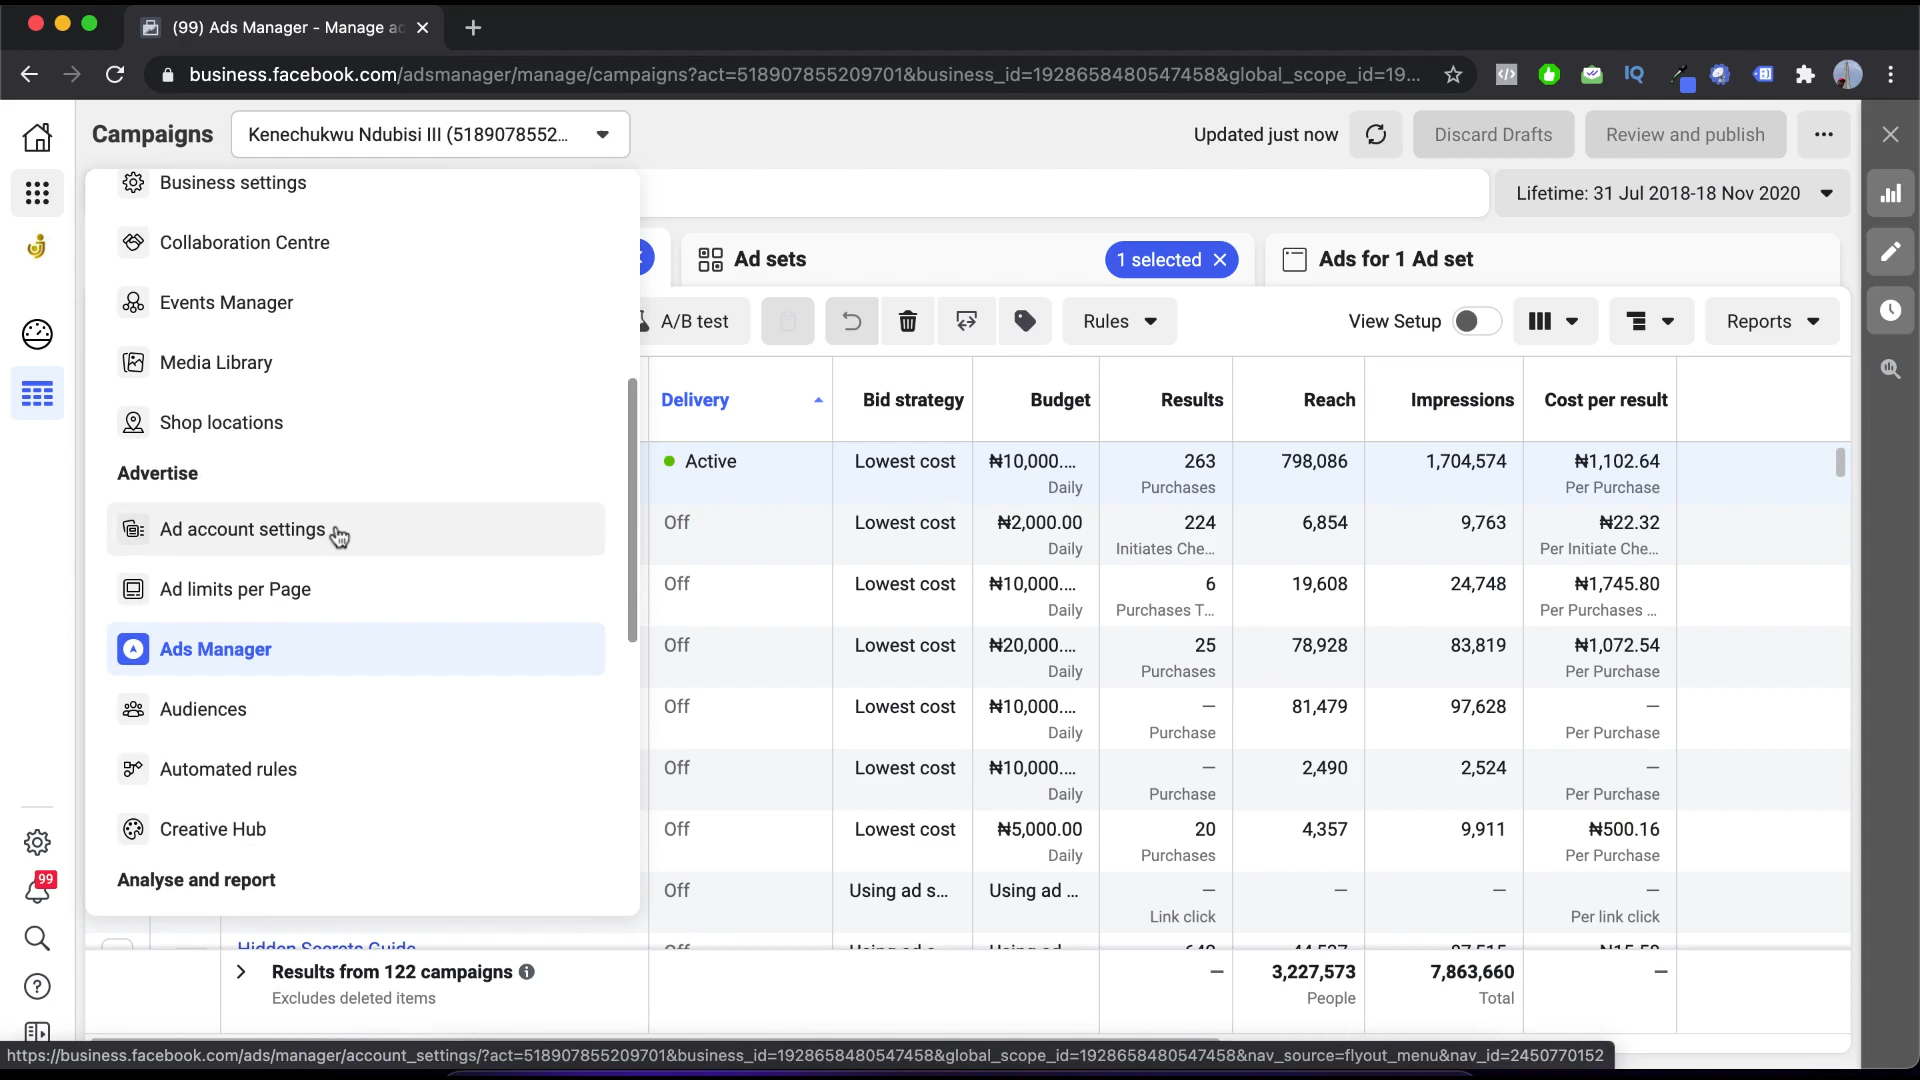 (99) Ads Manager - Manage ad
business.facebook.com/adsmanager/manage/campaigns?act=518907855209701&business_id=1928658480547458&global_scope_id=19...
IQ
Campaigns
Kenechukwu Ndubisi III (5189078552...
Updated just now
Discard Drafts
Review and publish
Lifetime: 31 Jul 2018-18 Nov 2020
Business settings
Collaboration Centre
Events Manager
Media Library
Shop locations
Advertise
Ad account settings
Ad limits per Page
Ads Manager
Audiences
Automated rules
Creative Hub
Analyse and report
Ad sets
1 selected
Ads for 1 Ad set
A/B test
Rules
View Setup
Reports
Delivery Bid strategy Budget Results Reach Impressions Cost per result
Active Lowest cost ₦10,000.... 263 798,086 1,704,574 ₦1,102.64
Daily Purchases Per Purchase
Off Lowest cost ₦2,000.00 224 6,854 9,763 ₦22.32
Daily Initiates Che... Per Initiate Che...
Off Lowest cost ₦10,000.... 6 19,608 24,748 ₦1,745.80
Daily Purchases T... Per Purchases ...
Off Lowest cost ₦20,000.... 25 78,928 83,819 ₦1,072.54
Daily Purchases Per Purchase
Off Lowest cost ₦10,000.... — 81,479 97,628 —
Daily Purchase Per Purchase
Off Lowest cost ₦10,000.... — 2,490 2,524 —
Daily Purchase Per Purchase
Off Lowest cost ₦5,000.00 20 4,357 9,911 ₦500.16
Daily Purchases Per Purchase
Off Using ad s... Using ad ... — — — —
Link click Per link click
Hidden Secrets Guide
Results from 122 campaigns — 3,227,573 7,863,660 —
Excludes deleted items People Total
99
https://business.facebook.com/ads/manager/account_settings/?act=518907855209701&business_id=1928658480547458&global_scope_id=1928658480547458&nav_source=flyout_menu&nav_id=2450770152